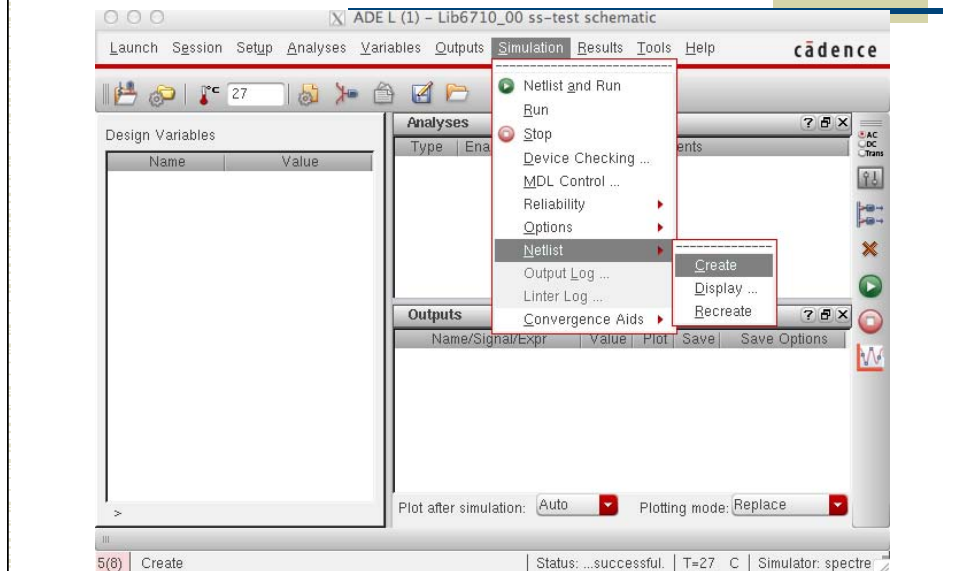 ADE L (1) – Lib6710_00 ss-test schematic
Launch Session Setup Analyses Variables Outputs Simulation Results Tools Help cādence
27
Design Variables
Name Value
>
Analyses
Type Ena
ents
Netlist and Run
Run
Stop
Device Checking ...
MDL Control ...
Reliability
Options
Netlist
Output Log ...
Linter Log ...
Convergence Aids
Create
Display ...
Recreate
AC
DC
Trans
Outputs
Name/Signal/Expr Value Plot Save Save Options
Plot after simulation: Auto Plotting mode: Replace
5(8) Create Status: ...successful. T=27 C Simulator: spectre